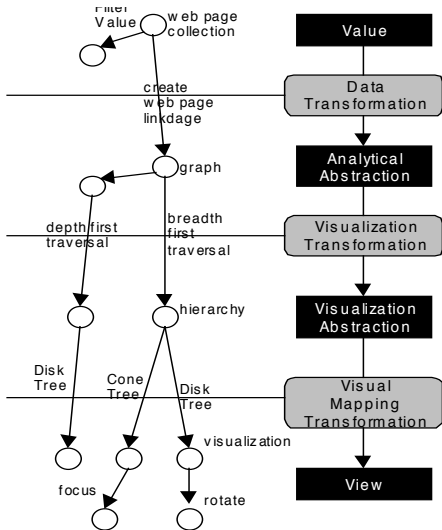 Filter
Value
web page
collection
Value
create
web page
linkdage
Data
Transformation
graph
Analytical
Abstraction
depth first
traversal
breadth
first
traversal
Visualization
Transformation
hierarchy
Visualization
Abstraction
Disk
Tree
Cone
Tree
Disk
Tree
Visual
Mapping
Transformation
visualization
focus
rotate
View